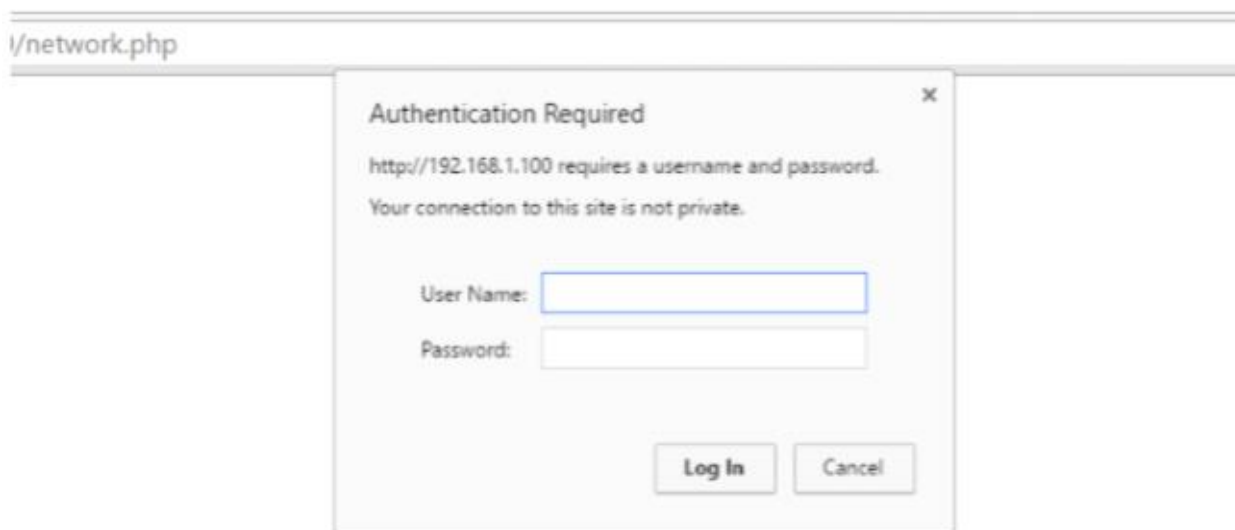 /network.php
Authentication Required
×
http://192.168.1.100 requires a username and password.
Your connection to this site is not private.
User Name:
Password:
Log In
Cancel